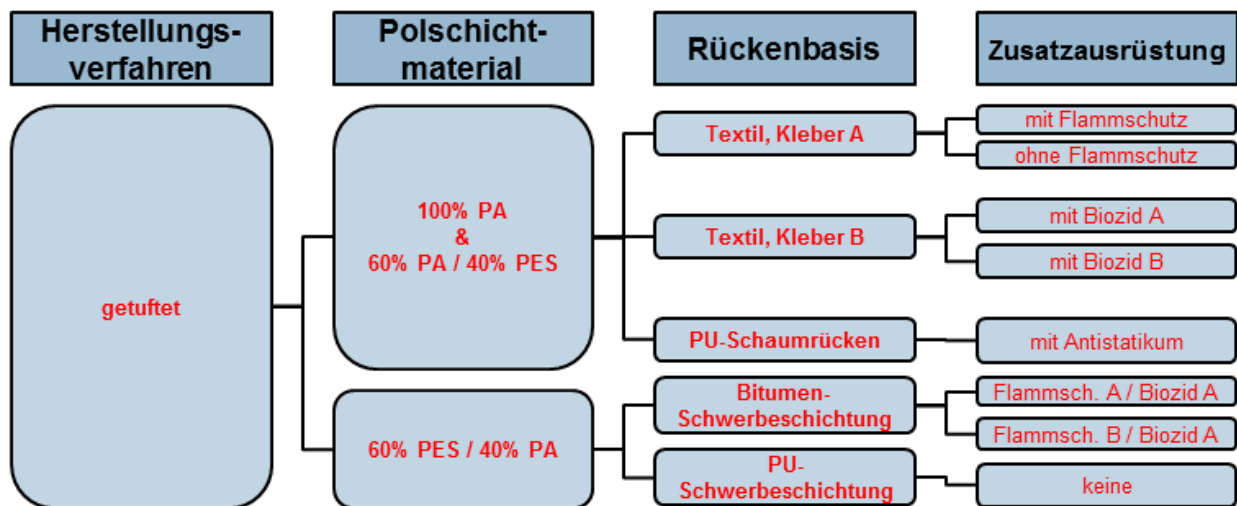 Herstellungs-
verfahren
Polschicht-
material
Rückenbasis
Zusatzausrüstung
getuftet
100% PA
&
60% PA / 40% PES
60% PES / 40% PA
Textil, Kleber A
Textil, Kleber B
PU-Schaumrücken
Bitumen-
Schwerbeschichtung
PU-
Schwerbeschichtung
mit Flammschutz
ohne Flammschutz
mit Biozid A
mit Biozid B
mit Antistatikum
Flammsch. A / Biozid A
Flammsch. B / Biozid A
keine